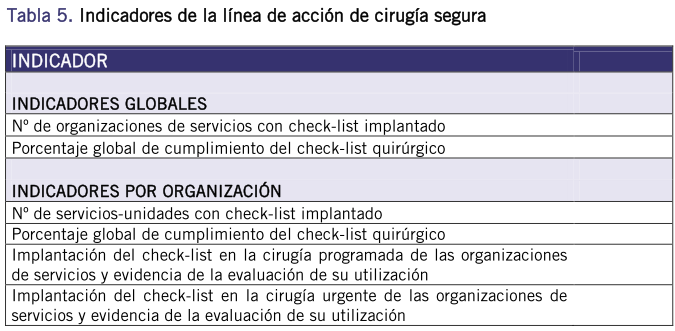 Tabla 5. Indicadores de la línea de acción de cirugía segura
INDICADOR
INDICADORES GLOBALES
Nº de organizaciones de servicios con check-list implantado
Porcentaje global de cumplimiento del check-list quirúrgico
INDICADORES POR ORGANIZACIÓN
Nº de servicios-unidades con check-list implantado
Porcentaje global de cumplimiento del check-list quirúrgico
Implantación del check-list en la cirugía programada de las organizaciones
de servicios y evidencia de la evaluación de su utilización
Implantación del check-list en la cirugía urgente de las organizaciones de
servicios y evidencia de la evaluación de su utilización